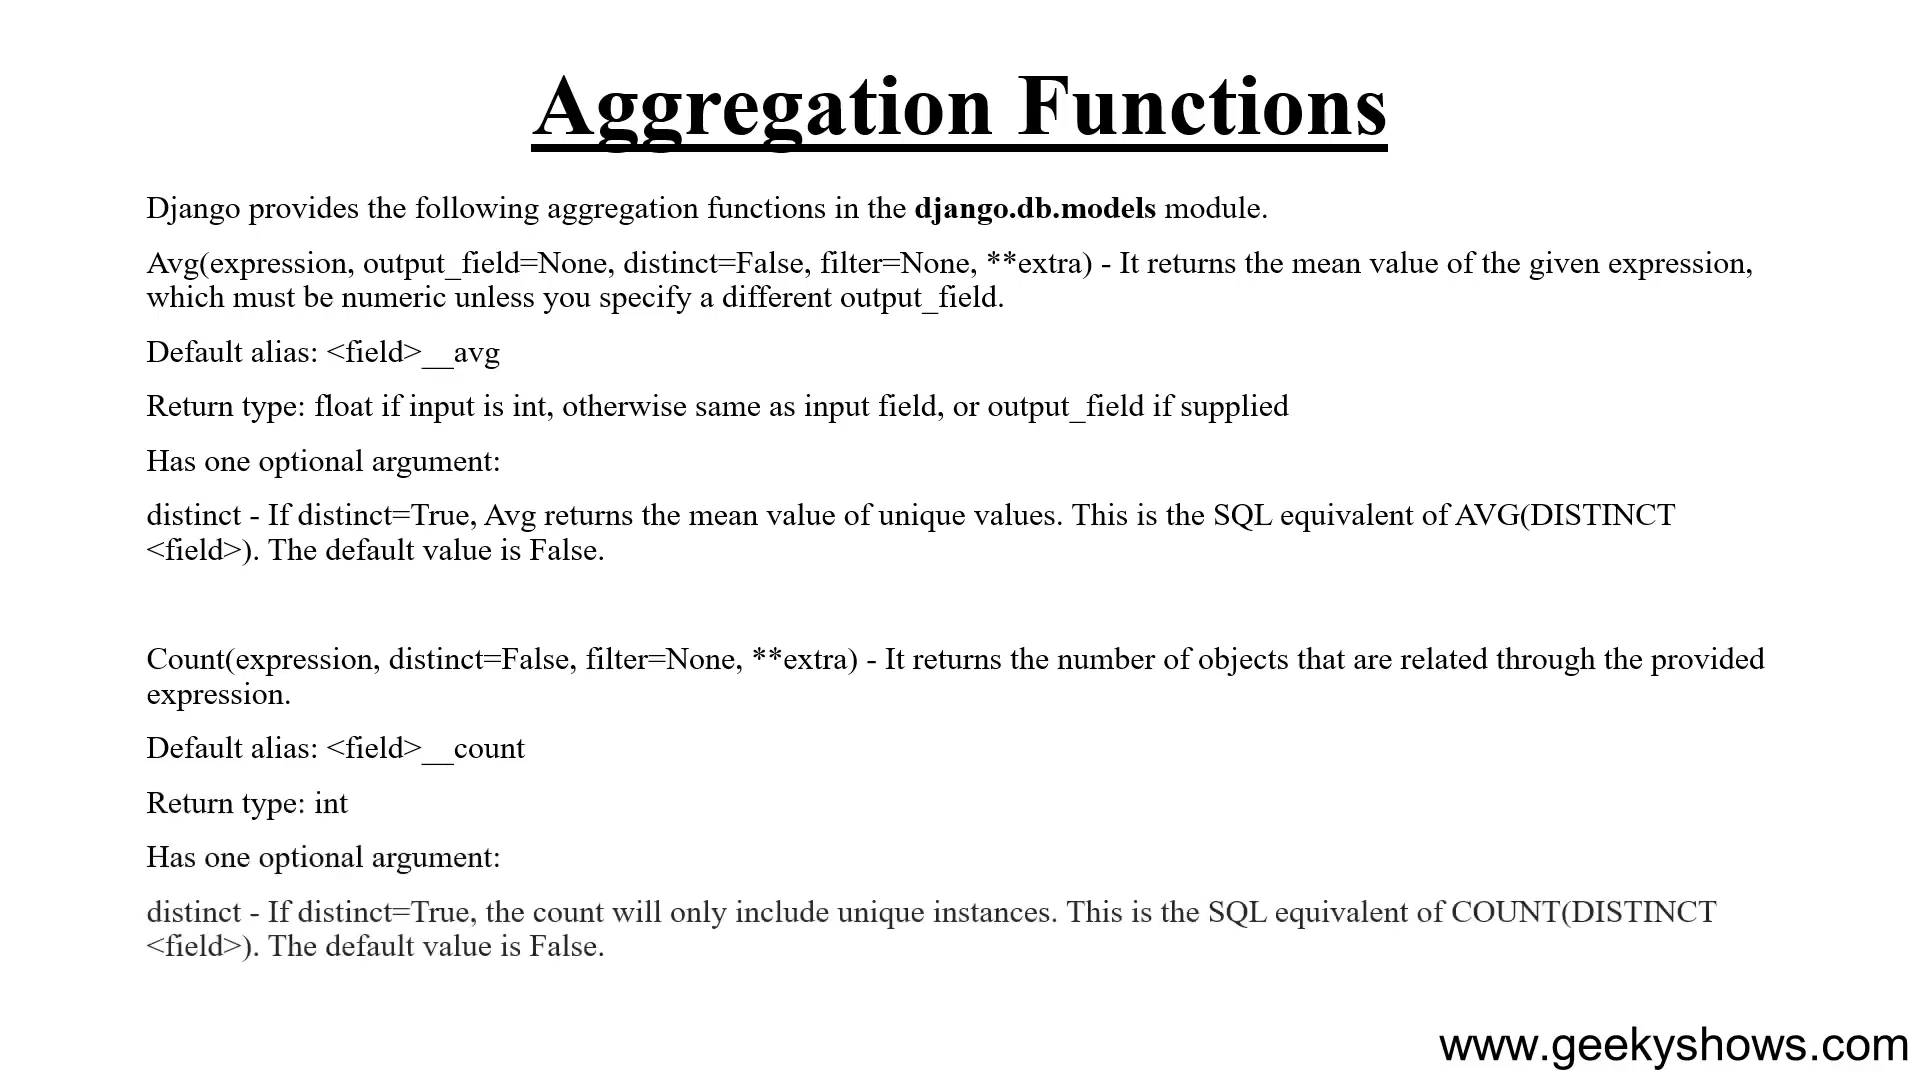 Aggregation Functions
Django provides the following aggregation functions in the django.db.models module.
Avg(expression, output_field=None, distinct=False, filter=None, **extra) - It returns the mean value of the given expression,
which must be numeric unless you specify a different output_field.
Default alias: <field>__avg
Return type: float if input is int, otherwise same as input field, or output_field if supplied
Has one optional argument:
distinct - If distinct=True, Avg returns the mean value of unique values. This is the SQL equivalent of AVG(DISTINCT
<field>). The default value is False.
Count(expression, distinct=False, filter=None, **extra) - It returns the number of objects that are related through the provided
expression.
Default alias: <field>__count
Return type: int
Has one optional argument:
distinct - If distinct=True, the count will only include unique instances. This is the SQL equivalent of COUNT(DISTINCT
<field>). The default value is False.
www.geekyshows.com